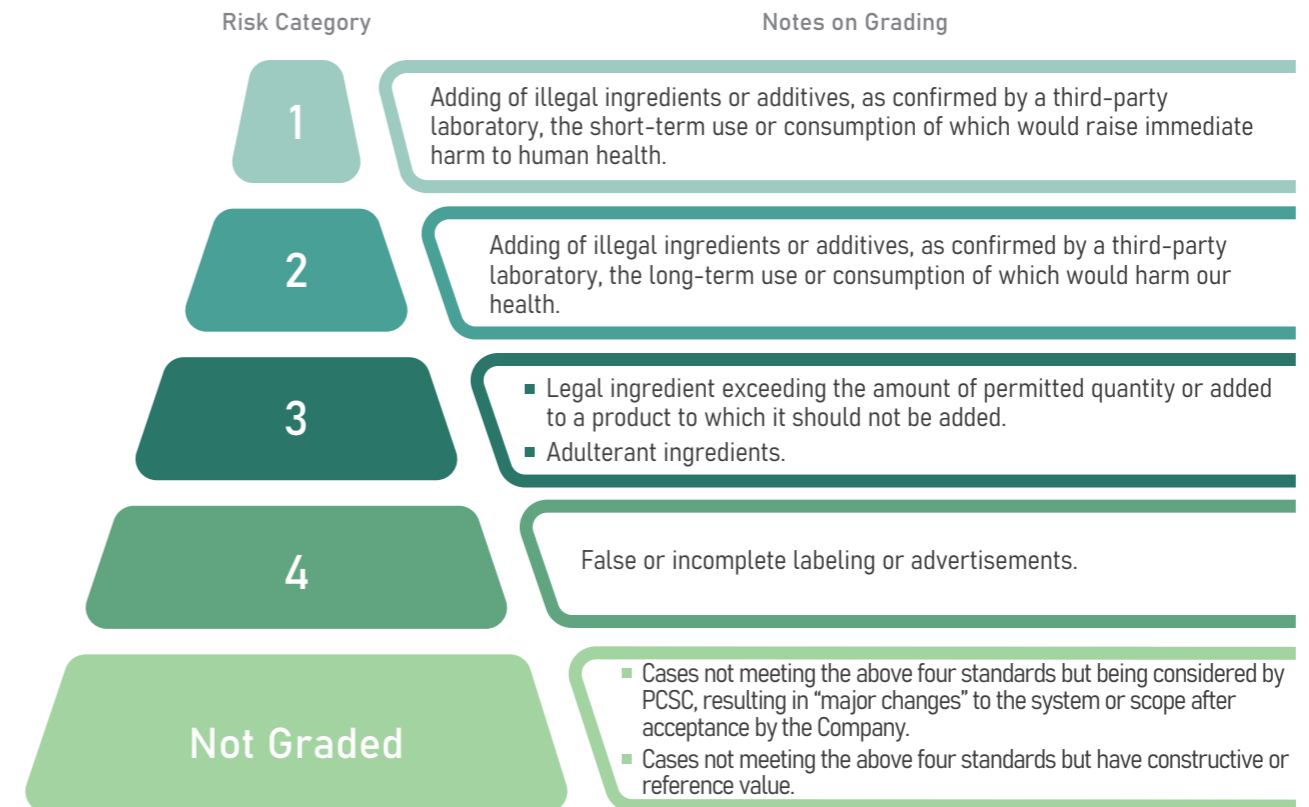 Risk Category
Notes on Grading
1
Adding of illegal ingredients or additives, as confirmed by a third-party
laboratory, the short-term use or consumption of which would raise immediate
harm to human health.
2
Adding of illegal ingredients or additives, as confirmed by a third-party
laboratory, the long-term use or consumption of which would harm our
health.
3
▪ Legal ingredient exceeding the amount of permitted quantity or added
to a product to which it should not be added.
▪ Adulterant ingredients.
4
False or incomplete labeling or advertisements.
Not Graded
▪ Cases not meeting the above four standards but being considered by
PCSC, resulting in “major changes” to the system or scope after
acceptance by the Company.
▪ Cases not meeting the above four standards but have constructive or
reference value.